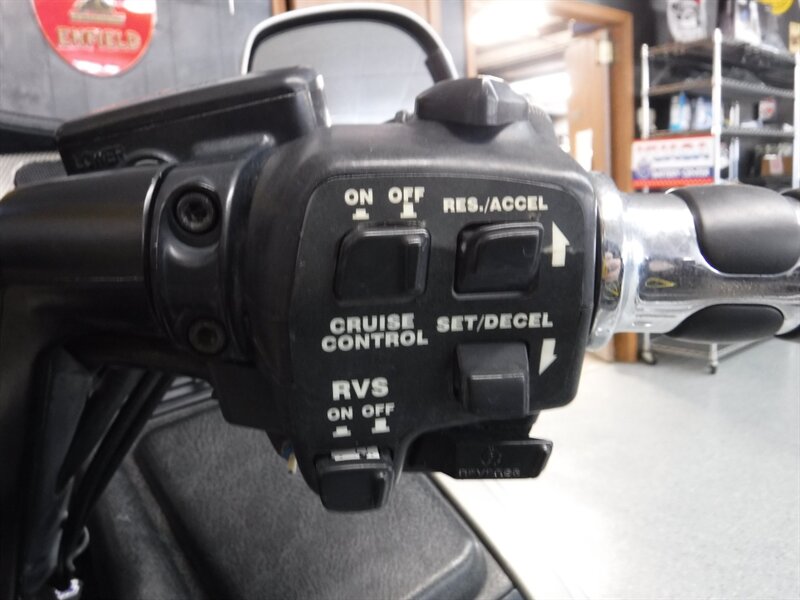 ENFIELD
ON OFF
RES./ACCEL
CRUISE
CONTROL
SET/DECEL
RVS
ON OFF
REVERSE